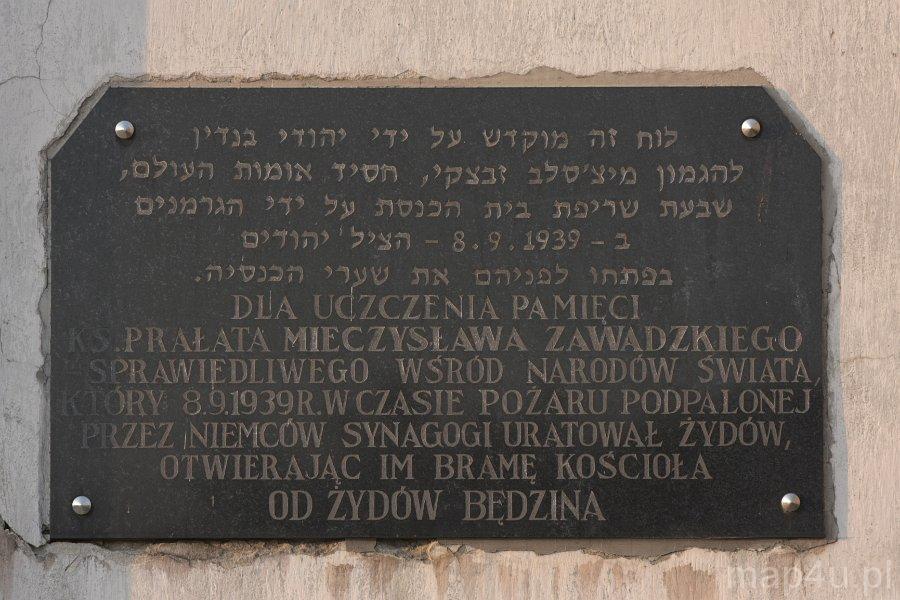 לוח זה מוקדש על ידי יהודי בנדין
להגמון מיצ'סלב זבצקי, חסיד אומות העולם,
שבעת שריפת בית הכנסת על ידי הגרמנים
ב – 8.9.1939 – הציל יהודים
בפתחו לפניהם את שערי הכנסיה.
DLA UCZCZENIA PAMIĘCI
KS. PRAŁATA MIECZYSŁAWA ZAWADZKIEGO
SPRAWIEDLIWEGO WŚRÓD NARODÓW ŚWIATA,
KTÓRY 8.9.1939R. W CZASIE POŻARU PODPALONEJ
PRZEZ NIEMCÓW SYNAGOGI URATOWAŁ ŻYDÓW,
OTWIERAJĄC IM BRAMĘ KOŚCIOŁA
OD ŻYDÓW BĘDZINA
map4u.pl